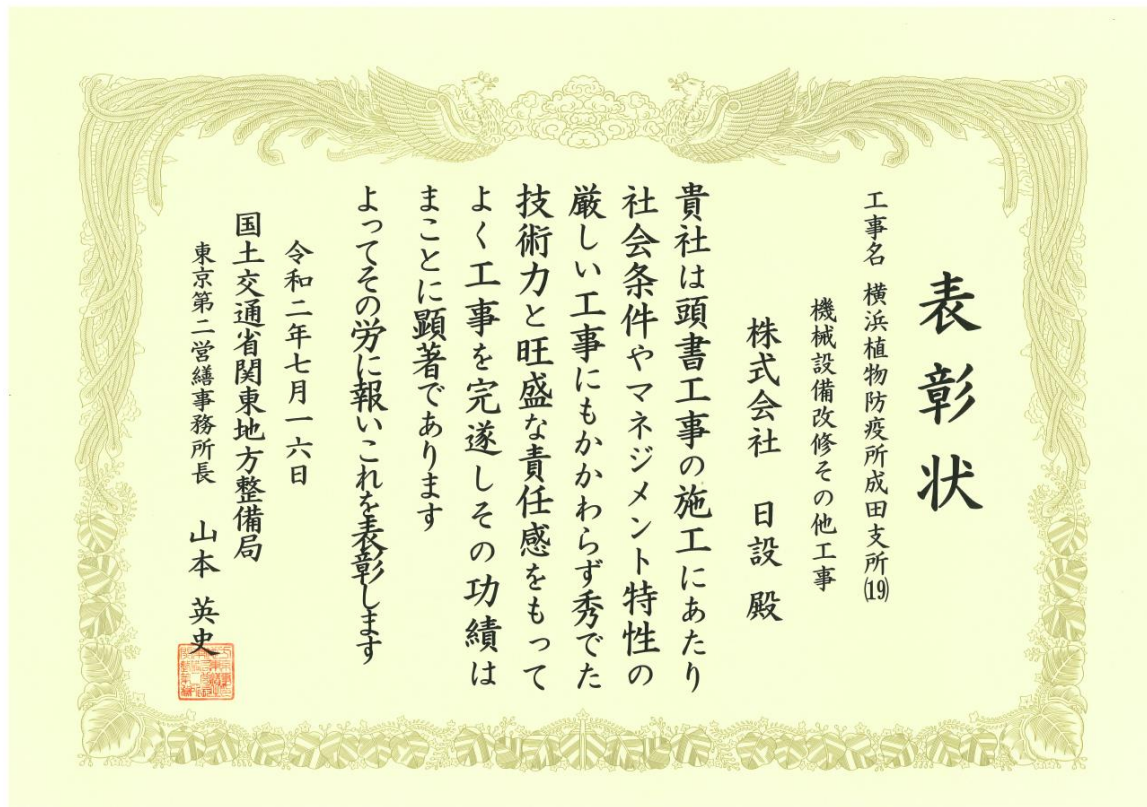 表彰状
工事名 横浜植物防疫所成田支所(19)
機械設備改修その他工事
株式会社 日設 殿
貴社は頭書工事の施工にあたり
社会条件やマネジメント特性の
厳しい工事にもかかわらず秀でた
技術力と旺盛な責任感をもって
よく工事を完遂しその功績は
まことに顕著であります
よってその労に報いこれを表彰します
令和二年七月一六日
国土交通省関東地方整備局
東京第二営繕事務所長 山本 英史